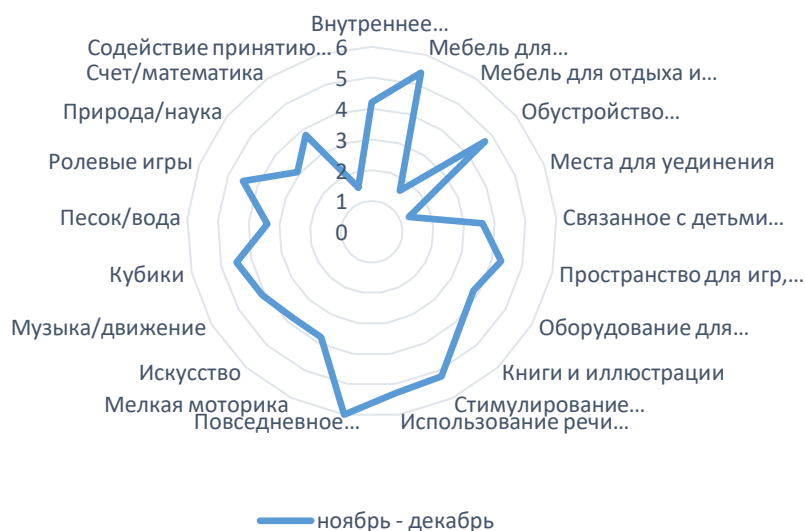 Внутреннее...
Мебель для...
Мебель для отдыха и...
Обустройство...
Места для уединения
Связанное с детьми...
Пространство для игр,...
Оборудование для...
Книги и иллюстрации
Стимулирование...
Использование речи...
Повседневное...
Мелкая моторика
Искусство
Музыка/движение
Кубики
Песок/вода
Ролевые игры
Природа/наука
Счет/математика
Содействие принятию...
6
5
4
3
2
1
0
ноябрь - декабрь